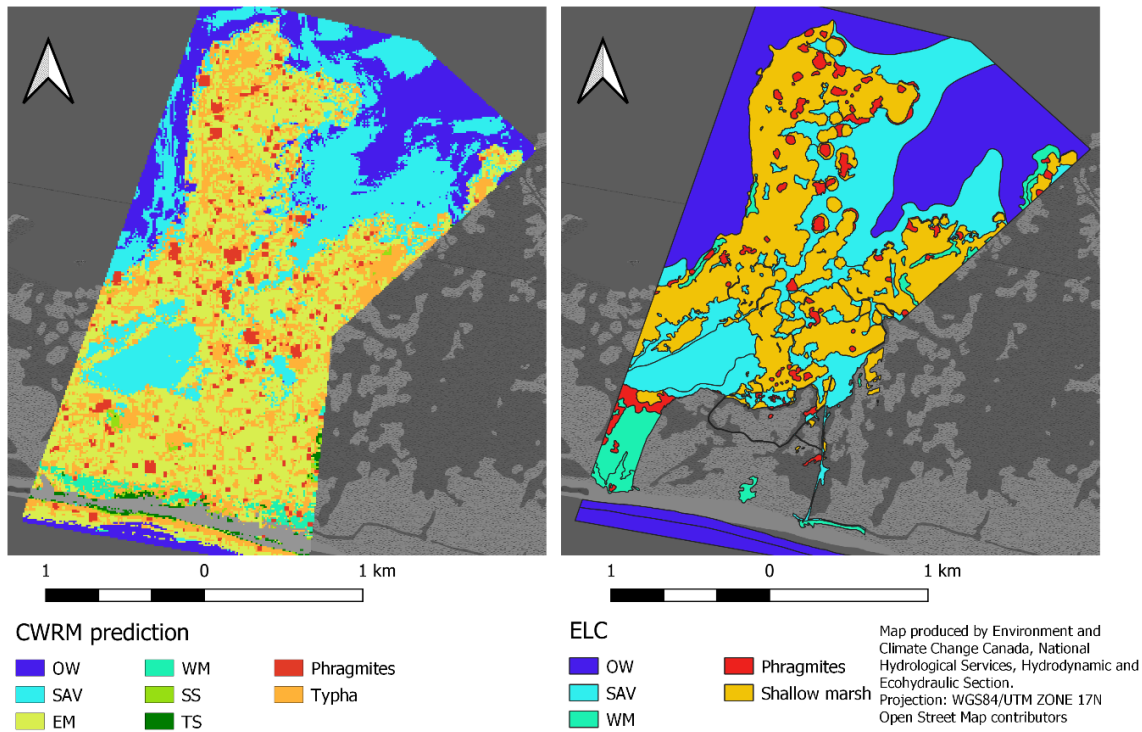 1 0 1 km
1 0 1 km
CWRM prediction
OW
SAV
EM
WM
SS
TS
Phragmites
Typha
ELC
OW
SAV
WM
Phragmites
Shallow marsh
Map produced by Environment and
Climate Change Canada, National
Hydrological Services, Hydrodynamic and
Ecohydraulic Section.
Projection: WGS84/UTM ZONE 17N
Open Street Map contributors